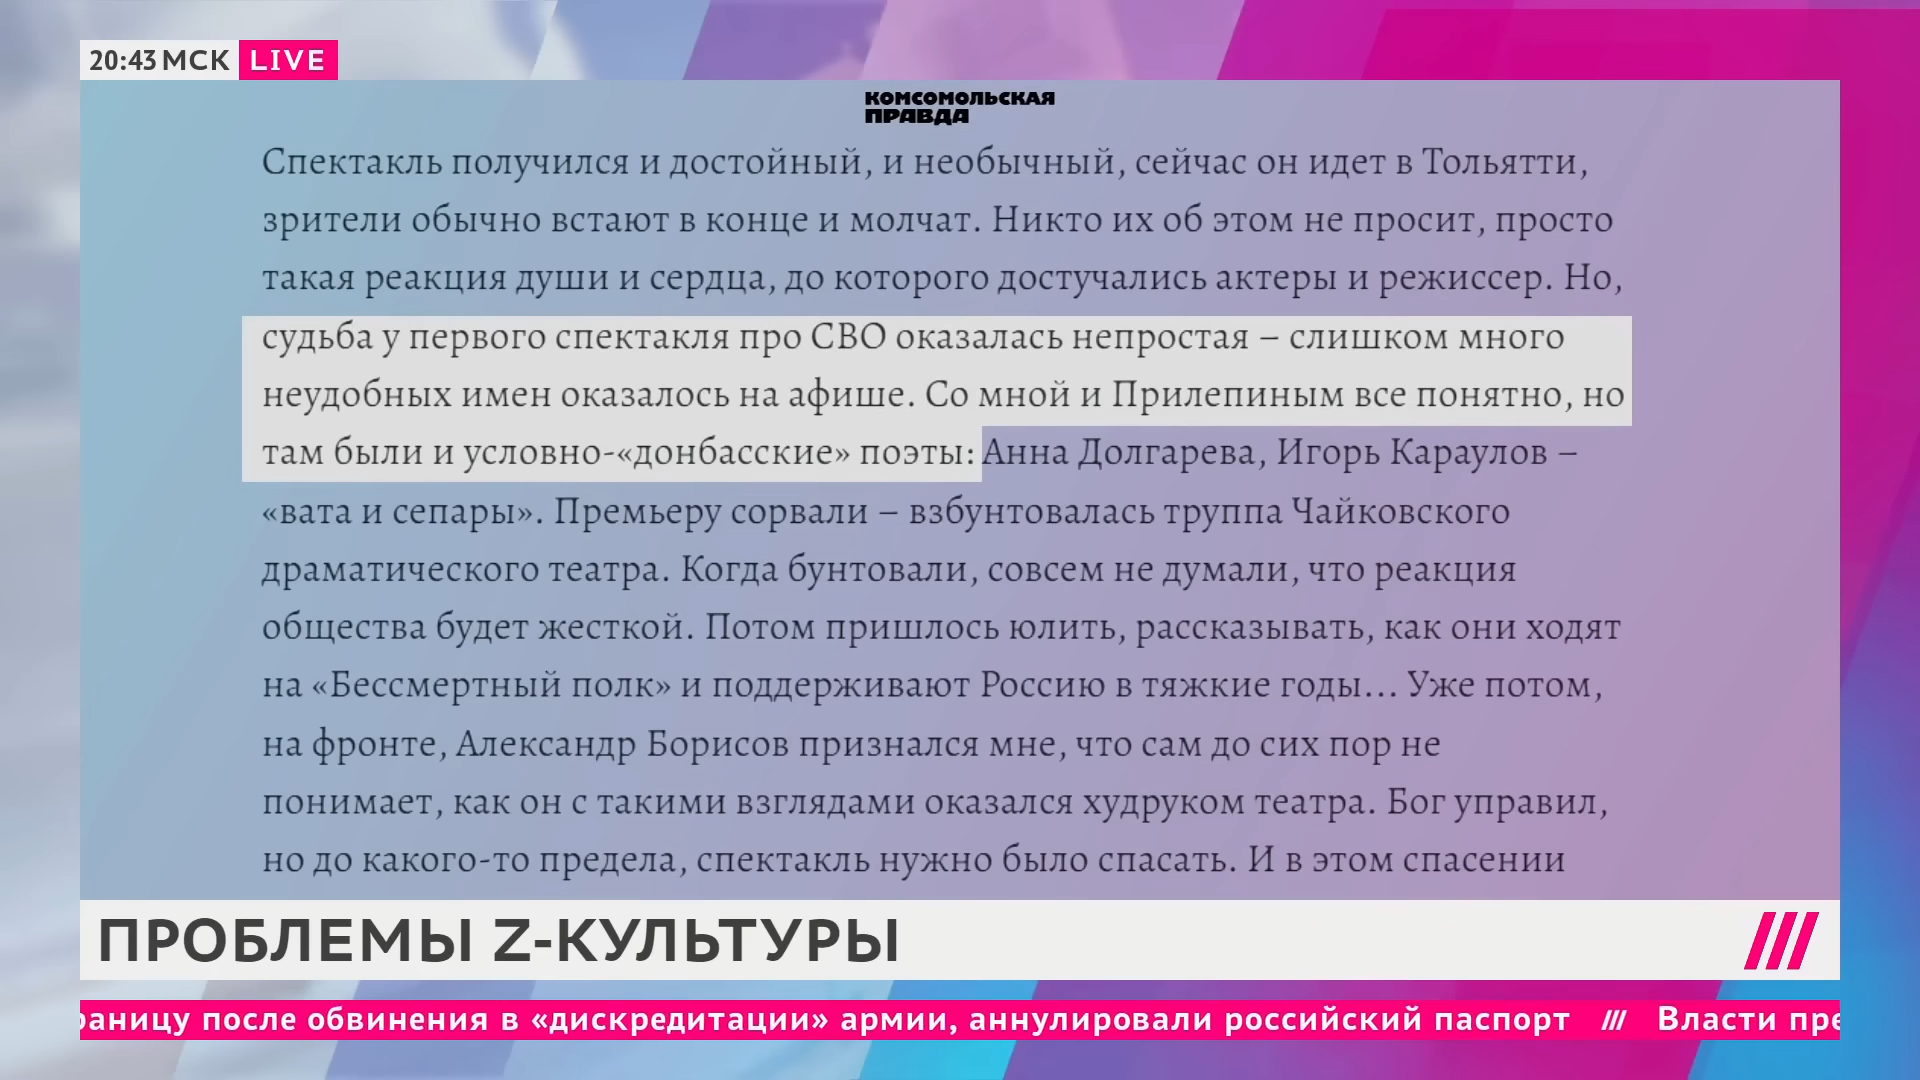 20:43 МСК LIVE
КОМСОМОЛЬСКАЯ
ПРАВДА
Спектакль получился и достойный, и необычный, сейчас он идет в Тольятти,
зрители обычно встают в конце и молчат. Никто их об этом не просит, просто
такая реакция души и сердца, до которого достучались актеры и режиссер. Но,
судьба у первого спектакля про СВО оказалась непростая – слишком много
неудобных имен оказалось на афише. Со мной и Прилепиным все понятно, но
там были и условно-«донбасские» поэты: Анна Долгарева, Игорь Караулов –
«вата и сепары». Премьеру сорвали – взбунтовалась труппа Чайковского
драматического театра. Когда бунтовали, совсем не думали, что реакция
общества будет жесткой. Потом пришлось юлить, рассказывать, как они ходят
на «Бессмертный полк» и поддерживают Россию в тяжкие годы... Уже потом,
на фронте, Александр Борисов признался мне, что сам до сих пор не
понимает, как он с такими взглядами оказался худруком театра. Бог управил,
но до какого-то предела, спектакль нужно было спасать. И в этом спасении
ПРОБЛЕМЫ Z-КУЛЬТУРЫ
после обвинения в «дискредитации» армии, аннулировали российский паспорт /// Власти